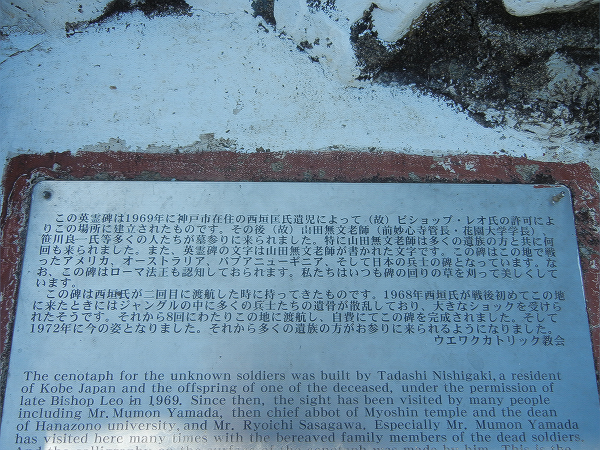 この英霊碑は1969年に神戸市在住の西垣匡氏遺児によって(故)ビショップ・レオ氏の許可によ
りこの場所に建立されたものです。その後(故)山田無文老師(前妙心寺管長・花園大学学長)、
笹川良一氏等多くの人たちが墓参りに来られました。特に山田無文老師は多くの遺族の方と共に何
回も来られました。また、英霊碑の文字は山田無文老師が書かれた文字です。この碑はこの地で戦
ったアメリカ、オーストラリア、パプアニューギニア、そして日本の兵士の碑となっています。な
お、この碑はローマ法王も認知しておられます。私たちはいつも碑の回りの草を刈って美しくして
います。
この碑は西垣氏が二回目に渡航した時に持ってきたものです。1968年西垣氏が戦後初めてこの地
に来たときにはジャングルの中に多くの兵士たちの遺骨が散乱しており、大きなショックを受けら
れたそうです。それから8回にわたりこの地に渡航し、自費にてこの碑を完成されました。そして
1972年に今の姿となりました。それから多くの遺族の方がお参りに来られるようになりました。
ウエワクカトリック教会
The cenotaph for the unknown soldiers was built by Tadashi NIshigaki, a resident
of Kobe Japan and the offspring of one of the deceased, under the permission of
late Bishop Leo in 1969. Since then, the sight has been visited by many people
including Mr. Mumon Yamada, then chief abbot of Myoshin temple and the dean
of Hanazono university, and Mr. Ryoichi Sasagawa. Especially Mr. Mumon Yamada
has visited here many times with the bereaved family members of the dead soldiers.
And the calligraphy on the surface of the cenotaph was made by him. This is the